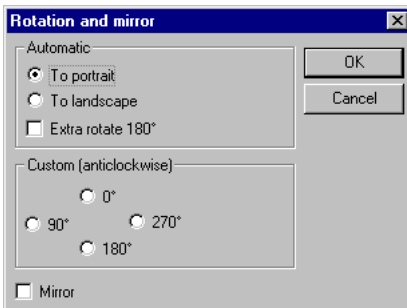 Rotation and mirror
Automatic
To portrait
To landscape
Extra rotate 180°
OK
Cancel
Custom (anticlockwise)
0°
90° 270°
180°
Mirror